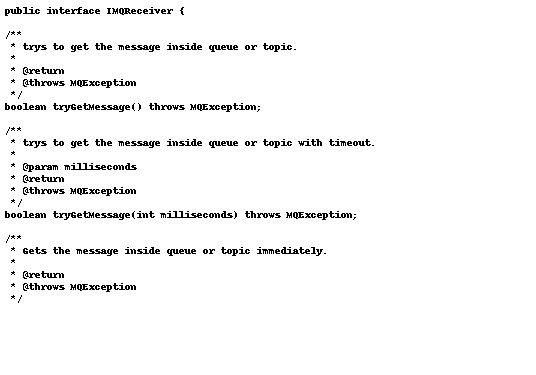 public interface IMQReceiver {
/**
* trys to get the message inside queue or topic.
*
* @return
* @throws MQException
*/
boolean tryGetMessage() throws MQException;
/**
* trys to get the message inside queue or topic with timeout.
*
* @param milliseconds
* @return
* @throws MQException
*/
boolean tryGetMessage(int milliseconds) throws MQException;
/**
* Gets the message inside queue or topic immediately.
*
* @return
* @throws MQException
*/